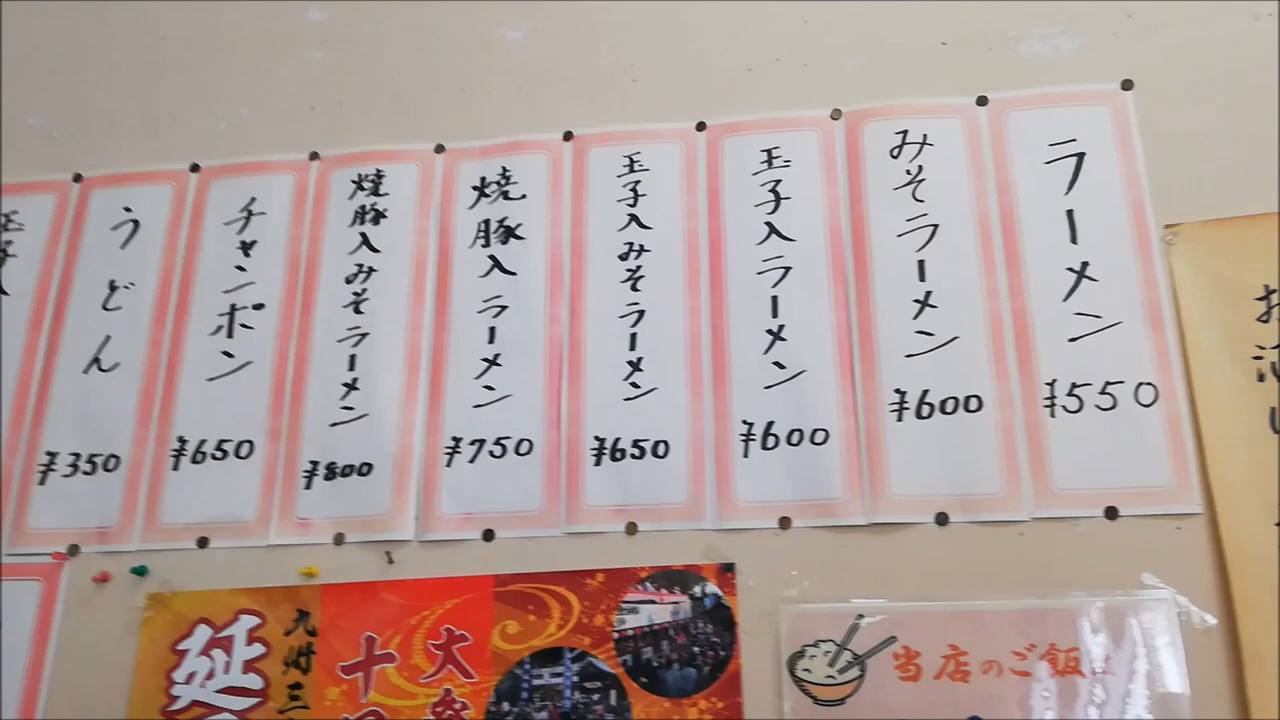 ラーメン
¥550
みそラーメン
¥600
玉子入ラーメン
¥600
玉子入みそラーメン
¥650
焼豚入ラーメン
¥750
焼豚入みそラーメン
¥800
チャンポン
¥650
うどん
¥350
当店のご飯は
九州三
延